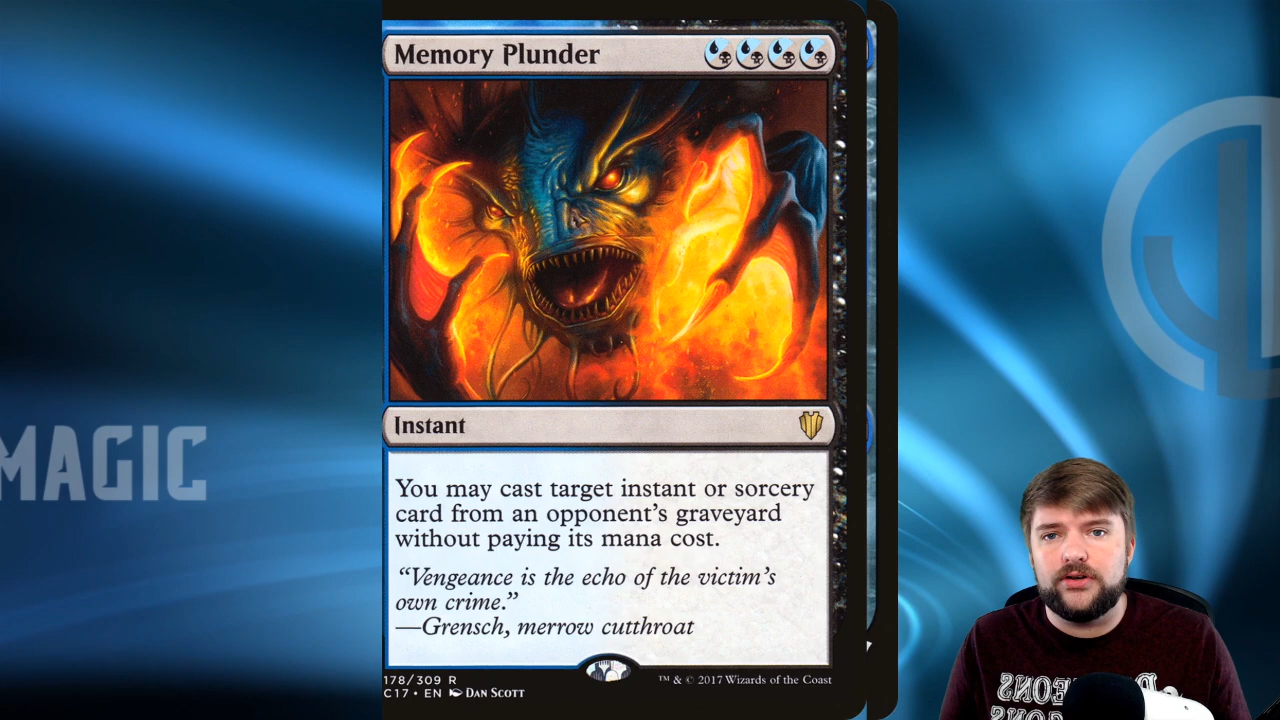 Memory Plunder
MAGIC
Instant
You may cast target instant or sorcery
card from an opponent's graveyard
without paying its mana cost.
"Vengeance is the echo of the victim's
own crime."
—Grensch, merrow cutthroat
178/309 R
C17 • EN DAN SCOTT
™ & © 2017 Wizards of the Coast